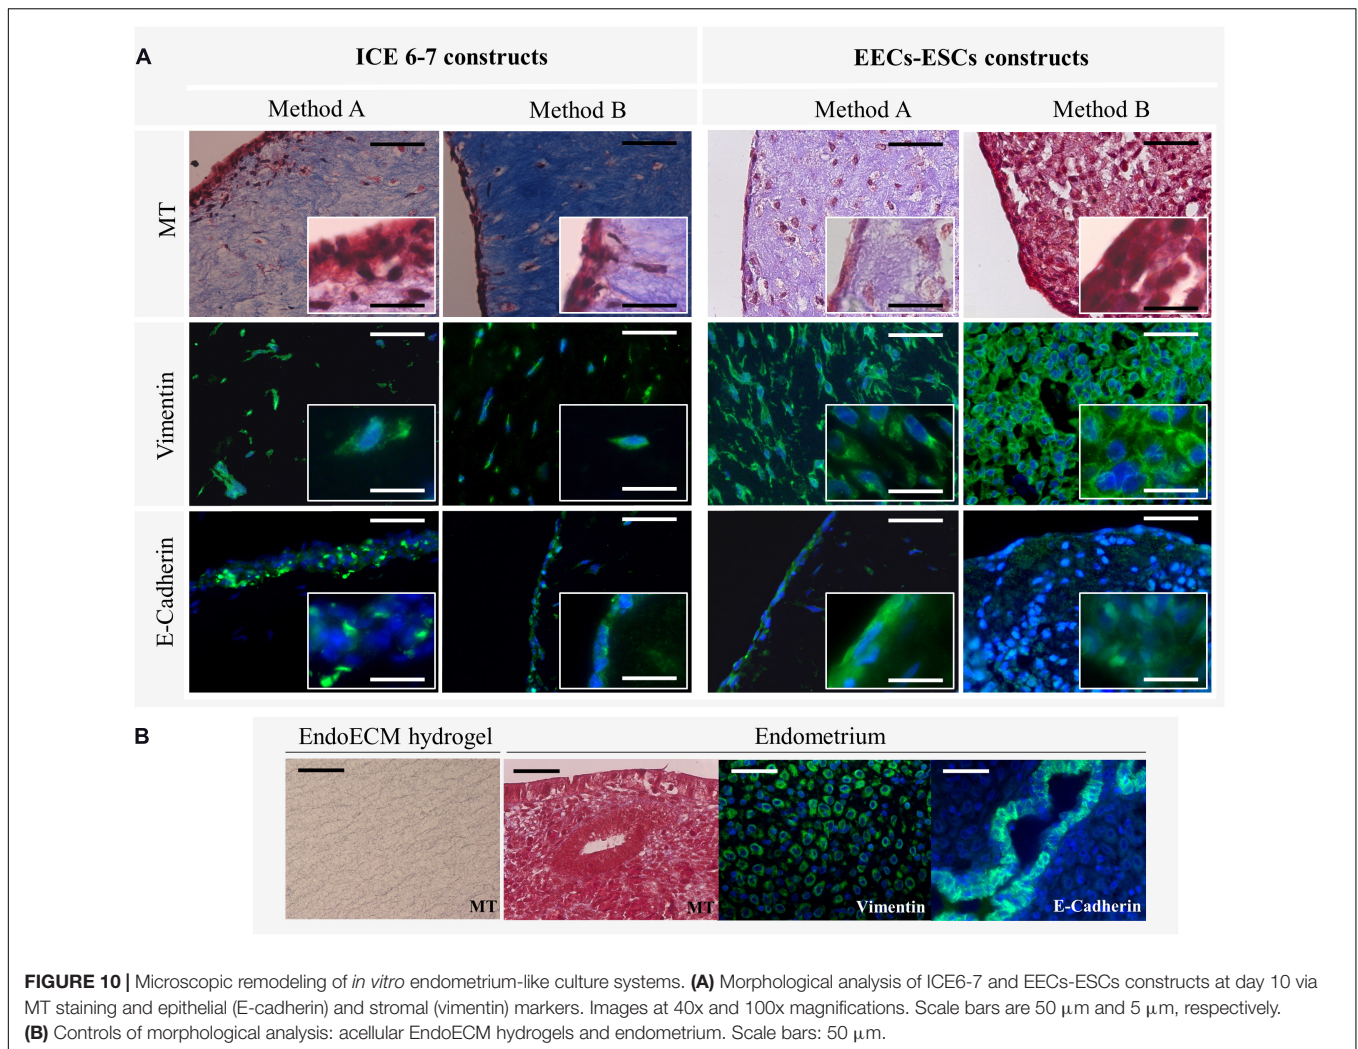 A
ICE 6-7 constructs
EECs-ESCs constructs
Method A
Method B
Method A
Method B
MT
Vimentin
E-Cadherin
B
EndoECM hydrogel
Endometrium
MT
MT
Vimentin
E-Cadherin
FIGURE 10 | Microscopic remodeling of in vitro endometrium-like culture systems. (A) Morphological analysis of ICE6-7 and EECs-ESCs constructs at day 10 via
MT staining and epithelial (E-cadherin) and stromal (vimentin) markers. Images at 40x and 100x magnifications. Scale bars are 50 μm and 5 μm, respectively.
(B) Controls of morphological analysis: acellular EndoECM hydrogels and endometrium. Scale bars: 50 μm.